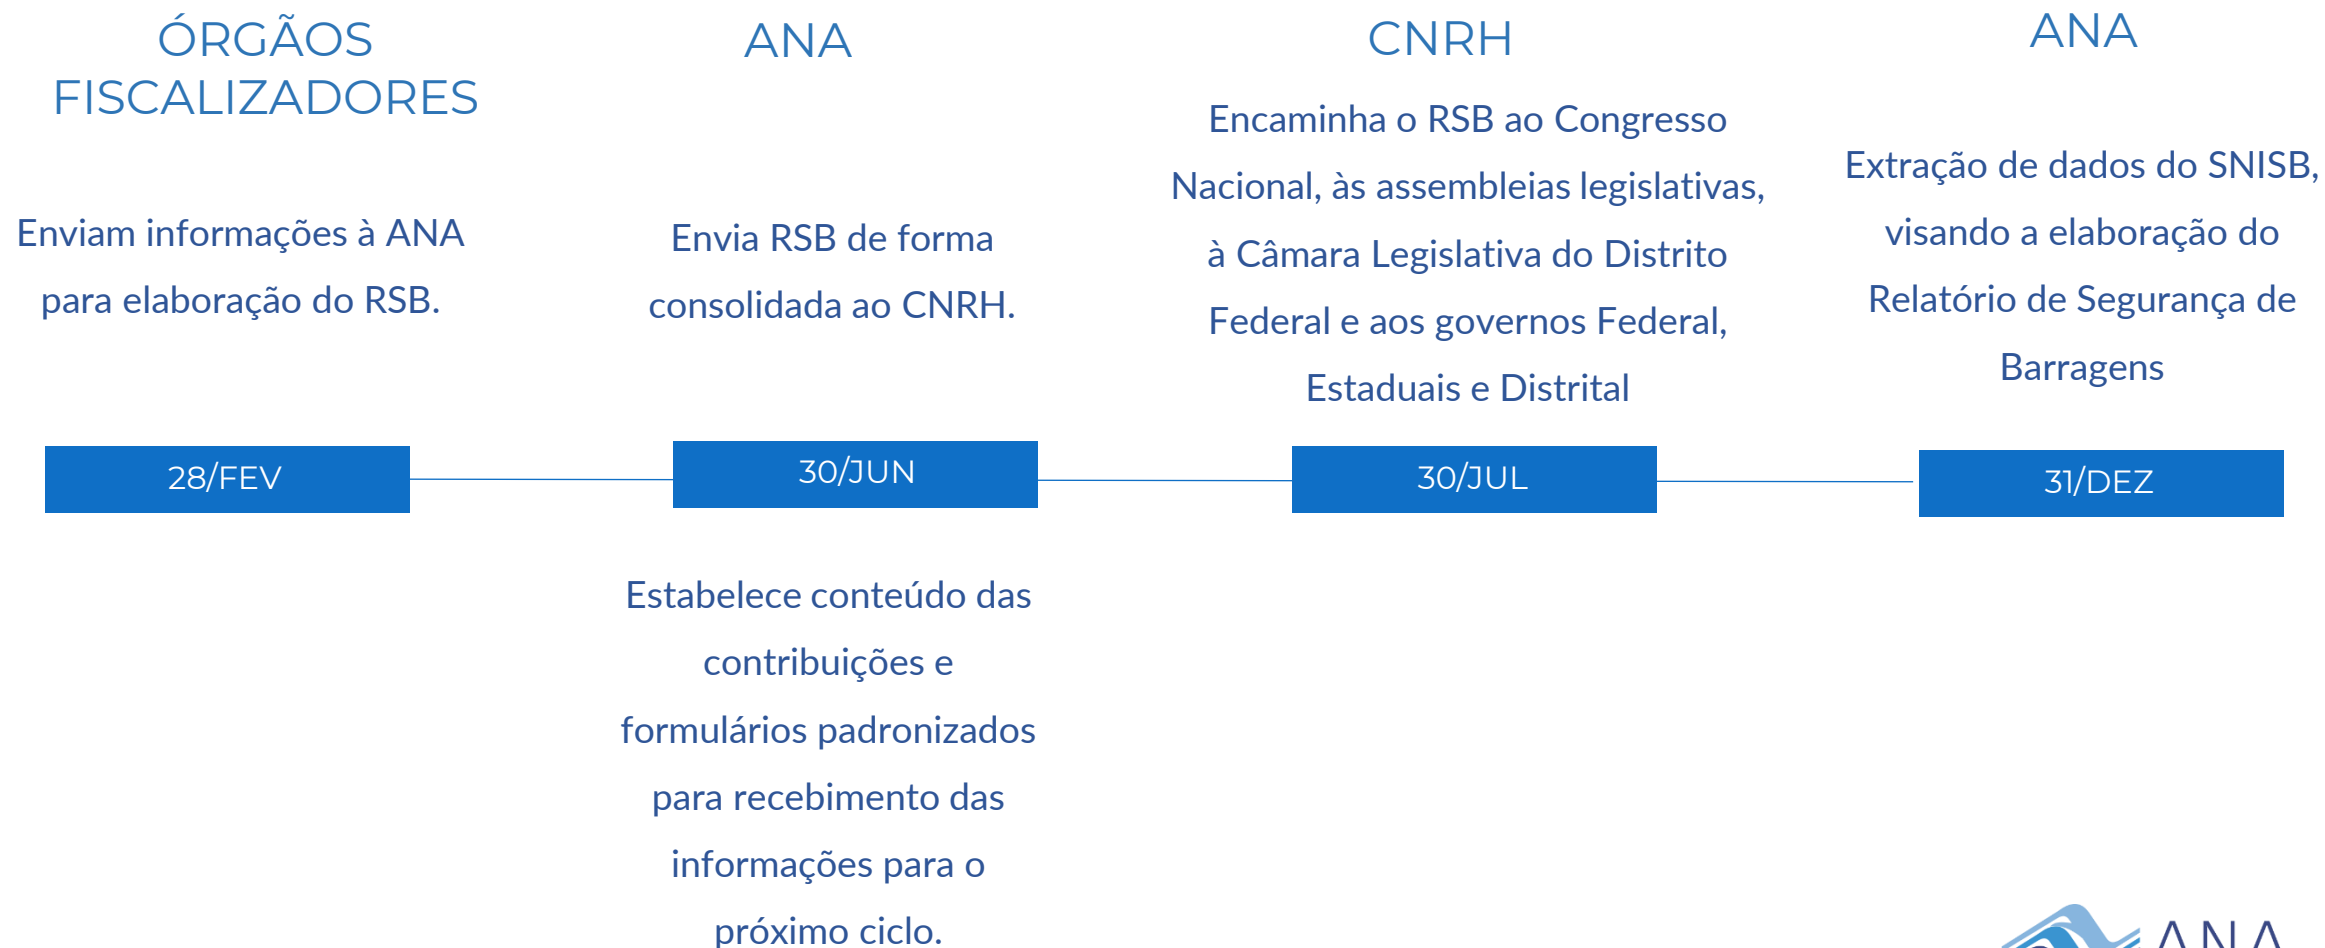 ÓRGÃOS
FISCALIZADORES
Enviam informações à ANA
para elaboração do RSB.
28/FEV
ANA
Envia RSB de forma
consolidada ao CNRH.
30/JUN
Estabelece conteúdo das
contribuições e
formulários padronizados
para recebimento das
informações para o
próximo ciclo.
CNRH
Encaminha o RSB ao Congresso
Nacional, às assembleias legislativas,
à Câmara Legislativa do Distrito
Federal e aos governos Federal,
Estaduais e Distrital
30/JUL
ANA
Extração de dados do SNISB,
visando a elaboração do
Relatório de Segurança de
Barragens
31/DEZ
ANA